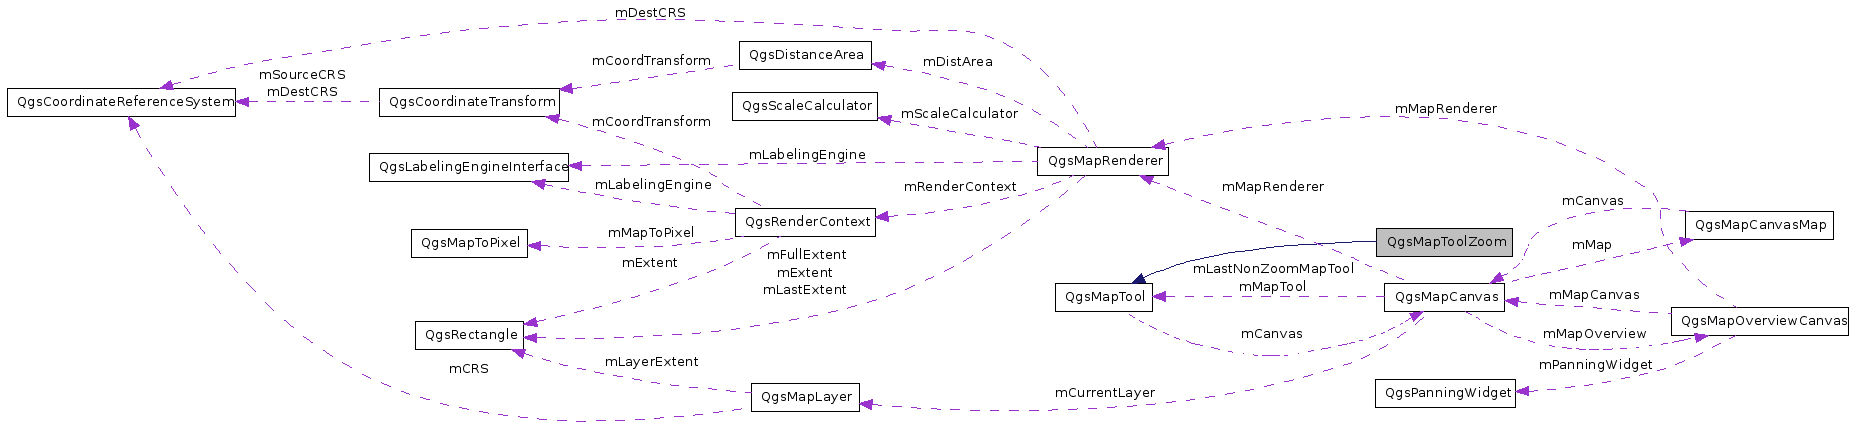 mDestCRS
QgsDistanceArea
mCoordTransform
mDistArea
mSourceCRS
mDestCRS
QgsCoordinateReferenceSystem
QgsCoordinateTransform
QgsScaleCalculator
mScaleCalculator
mMapRenderer
mCoordTransform
mLabelingEngine
QgsMapRenderer
QgsLabelingEngineInterface
mLabelingEngine
mRenderContext
mMapRenderer
mCanvas
QgsRenderContext
QgsMapCanvasMap
mMapToPixel
QgsMapToPixel
QgsMapToolZoom
mMap
mExtent
mFullExtent
mExtent
mLastExtent
mLastNonZoomMapTool
mMapTool
QgsMapTool
QgsMapCanvas
mMapCanvas
QgsMapOverviewCanvas
QgsRectangle
mCanvas
mMapOverview
mCRS
mLayerExtent
mPanningWidget
QgsMapLayer
mCurrentLayer
QgsPanningWidget